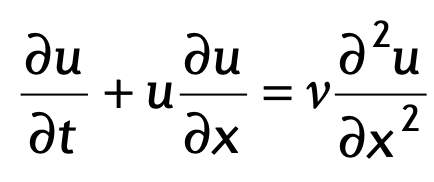 ∂u/∂t + u ∂u/∂x = ν ∂²u/∂x²